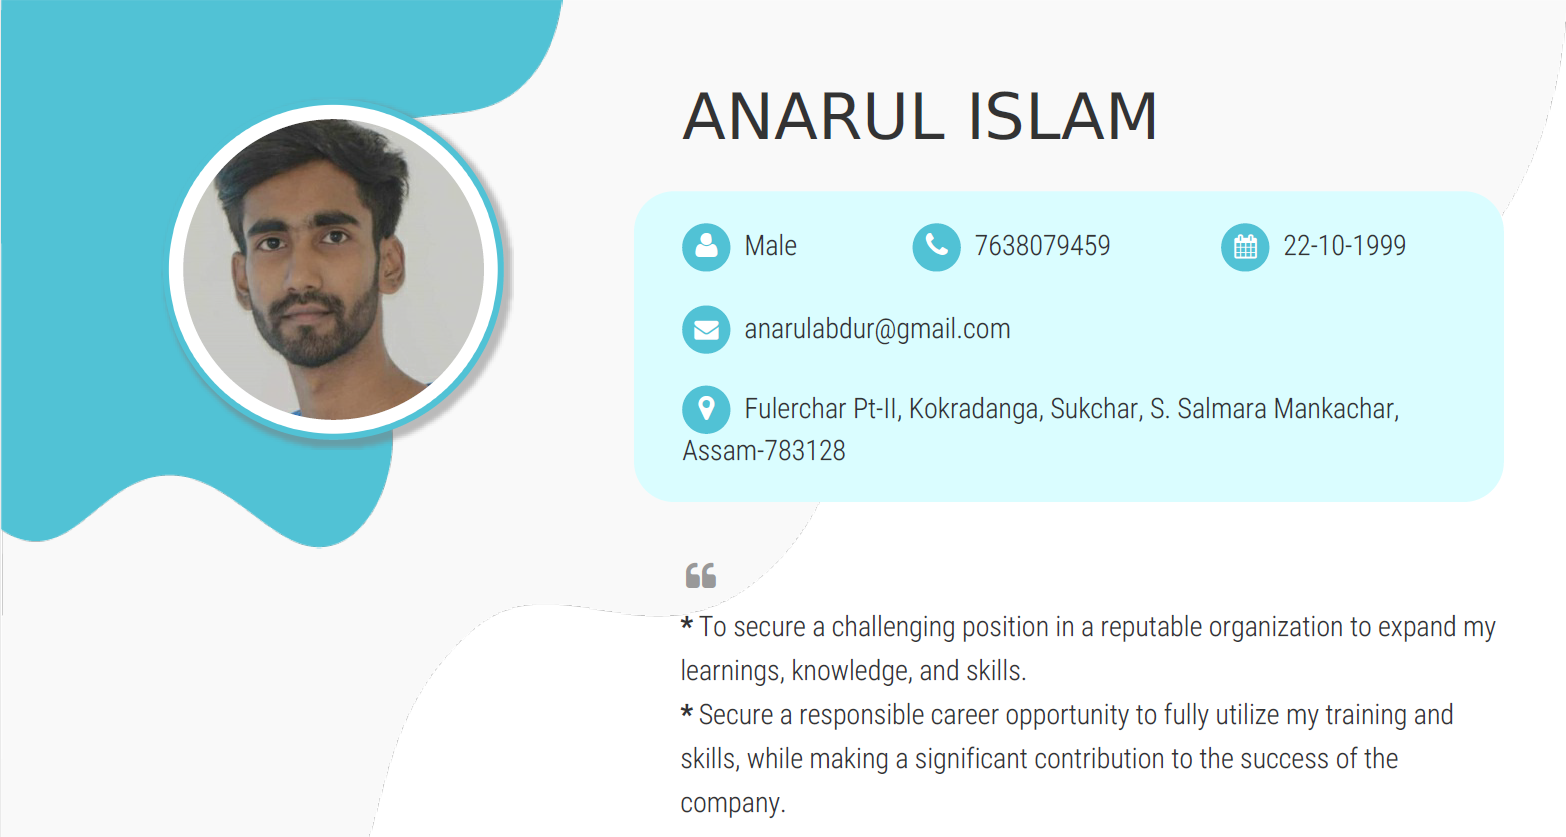 ANARUL ISLAM
Male 7638079459 22-10-1999
anarulabdur@gmail.com
Fulerchar Pt-II, Kokradanga, Sukchar, S. Salmara Mankachar,
Assam-783128
“
* To secure a challenging position in a reputable organization to expand my
learnings, knowledge, and skills.
* Secure a responsible career opportunity to fully utilize my training and
skills, while making a significant contribution to the success of the
company.